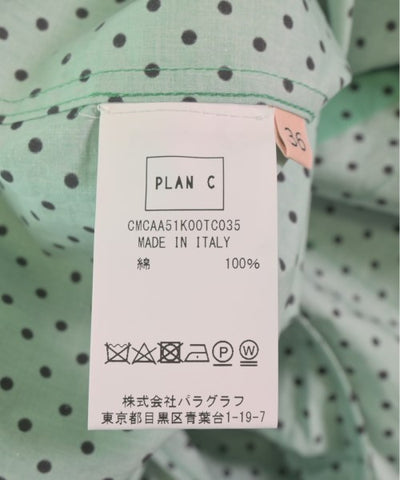 36
PLAN C
CMCAA51K00TC035
MADE IN ITALY
綿 100%
P W
株式会社パラグラフ
東京都目黒区青葉台1-19-7